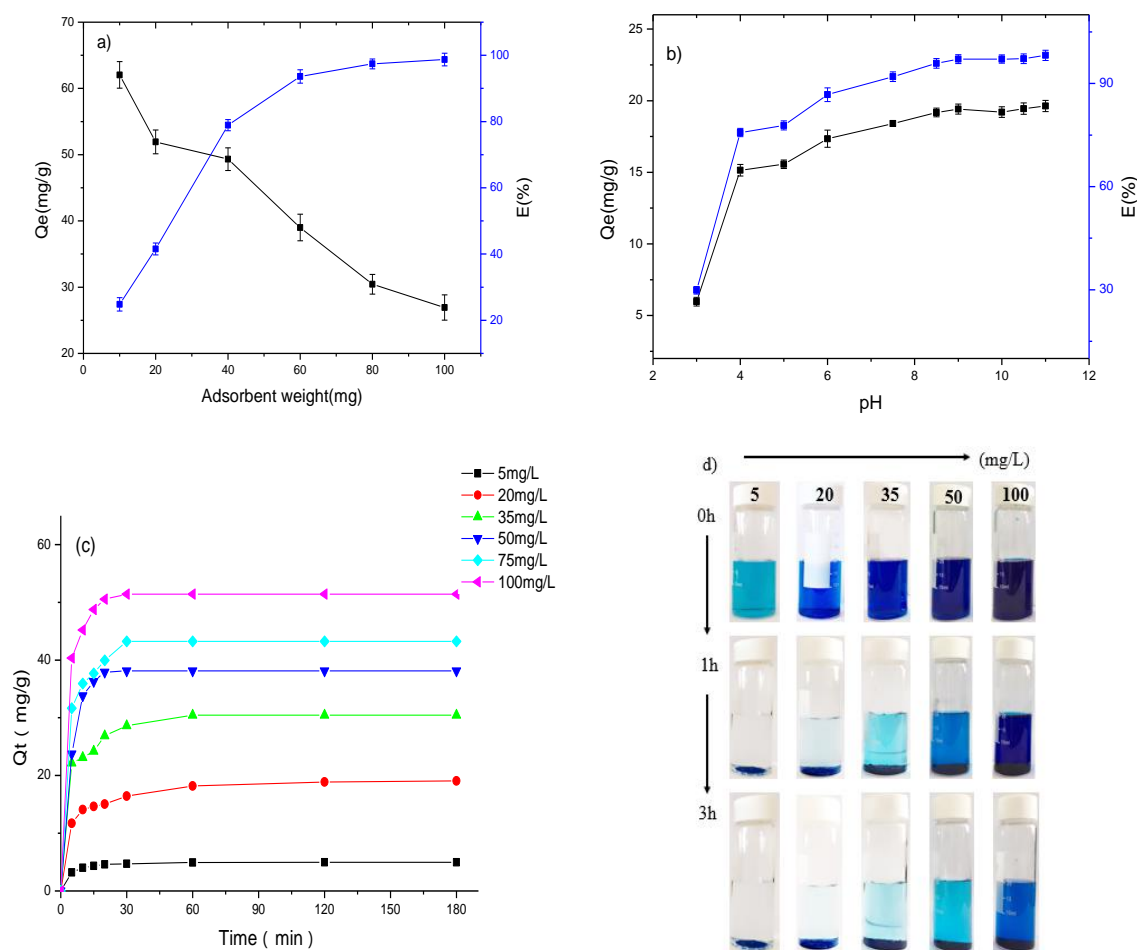 a)
70
60
50
40
30
20
Qe(mg/g)
100
80
60
40
20
E(%)
20 40 60 80 100
Adsorbent weight(mg)
b)
25
20
15
10
5
Qe(mg/g)
90
60
30
E(%)
2 4 6 8 10 12
pH
5mg/L
20mg/L
35mg/L
50mg/L
75mg/L
100mg/L
(c)
60
40
20
0
Qt ( mg/g)
0 30 60 90 120 150 180
Time ( min)
d) (mg/L)
5 20 35 50 100
0h
1h
3h